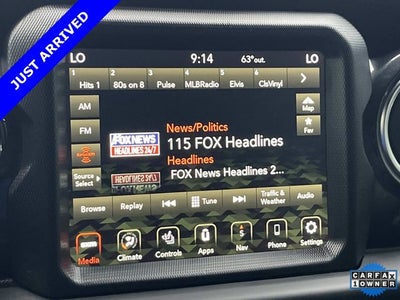 JUST ARRIVED
LO 9:14 63°out. LO
1 2 3 4 5 6
Hits 1 80s on 8 Pulse MLBRadio Elvis ClsVinyl
AM
FM
Map
Fav
FOX NEWS
HEADLINES 24/7
News/Politics
115 FOX Headlines
Headlines
FOX News Headlines 2...
Source
Select
Browse Replay Tune Traffic &
Weather Audio
Media Climate Controls Apps Nav Phone Settings
CARFAX
1 OWNER